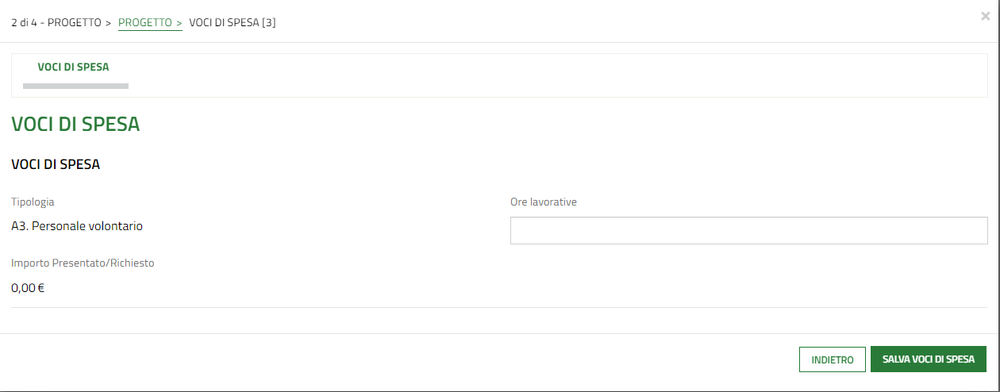 2 di 4 - PROGETTO > PROGETTO > VOCI DI SPESA [3]
×
VOCI DI SPESA
VOCI DI SPESA
VOCI DI SPESA
Tipologia
A3. Personale volontario
Ore lavorative
Importo Presentato/Richiesto
0,00 €
INDIETRO
SALVA VOCI DI SPESA